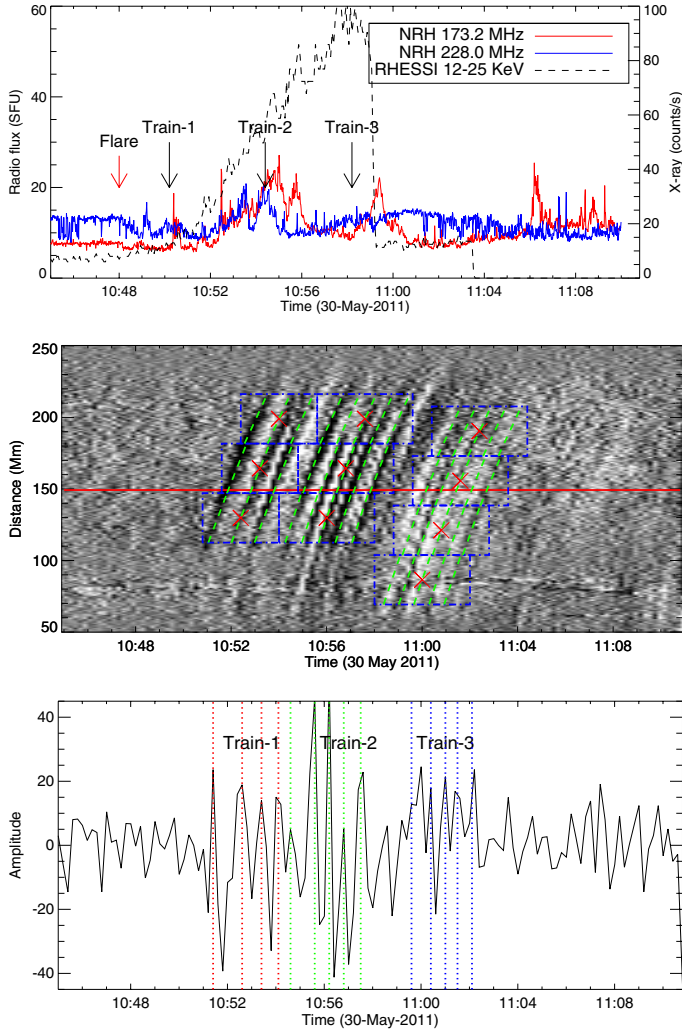 NRH 173.2 MHz
NRH 228.0 MHz
RHESSI 12-25 KeV
Flare
Train-1
Train-2
Train-3
Radio flux (SFU)
X-ray (counts/s)
60
40
20
0
100
80
60
40
20
0
10:48 10:52 10:56 11:00 11:04 11:08
Time (30-May-2011)
Distance (Mm)
250
200
150
100
50
10:48 10:52 10:56 11:00 11:04 11:08
Time (30 May 2011)
Train-1 Train-2 Train-3
Amplitude
40
20
0
-20
-40
10:48 10:52 10:56 11:00 11:04 11:08
Time (30-May-2011)